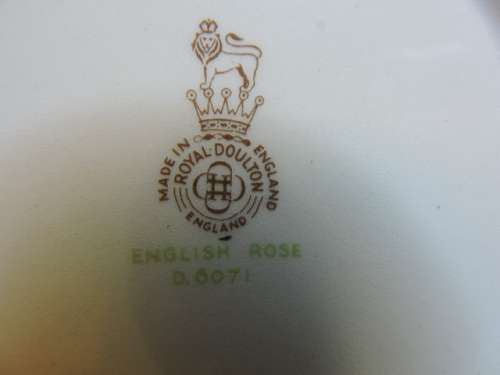 MADE IN ENGLAND
ROYAL·DOULTON
ENGLAND
ENGLISH ROSE
D.6071